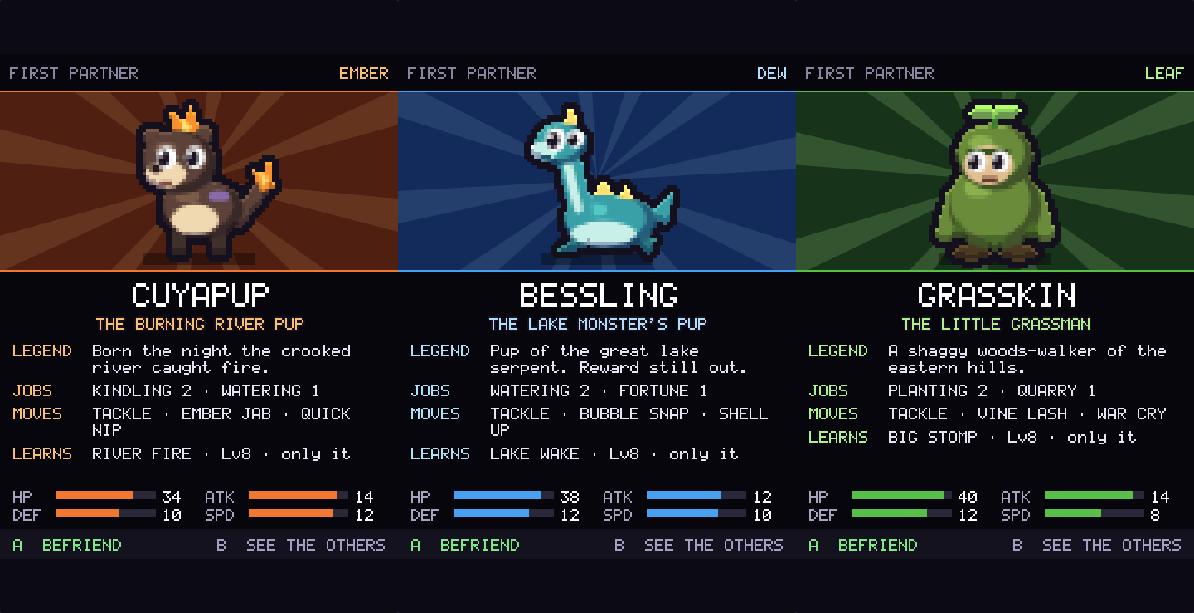 FIRST PARTNER EMBER
CUYAPUP
THE BURNING RIVER PUP
LEGEND Born the night the crooked
river caught fire.
JOBS KINDLING 2 · WATERING 1
MOVES TACKLE · EMBER JAB · QUICK
NIP
LEARNS RIVER FIRE · Lv8 · only it
HP 34 ATK 14
DEF 10 SPD 12
A BEFRIEND B SEE THE OTHERS
FIRST PARTNER DEW
BESSLING
THE LAKE MONSTER'S PUP
LEGEND Pup of the great lake
serpent. Reward still out.
JOBS WATERING 2 · FORTUNE 1
MOVES TACKLE · BUBBLE SNAP · SHELL
UP
LEARNS LAKE WAKE · Lv8 · only it
HP 38 ATK 12
DEF 12 SPD 10
A BEFRIEND B SEE THE OTHERS
FIRST PARTNER LEAF
GRASSKIN
THE LITTLE GRASSMAN
LEGEND A shaggy woods-walker of the
eastern hills.
JOBS PLANTING 2 · QUARRY 1
MOVES TACKLE · VINE LASH · WAR CRY
LEARNS BIG STOMP · Lv8 · only it
HP 40 ATK 14
DEF 12 SPD 8
A BEFRIEND B SEE THE OTHERS